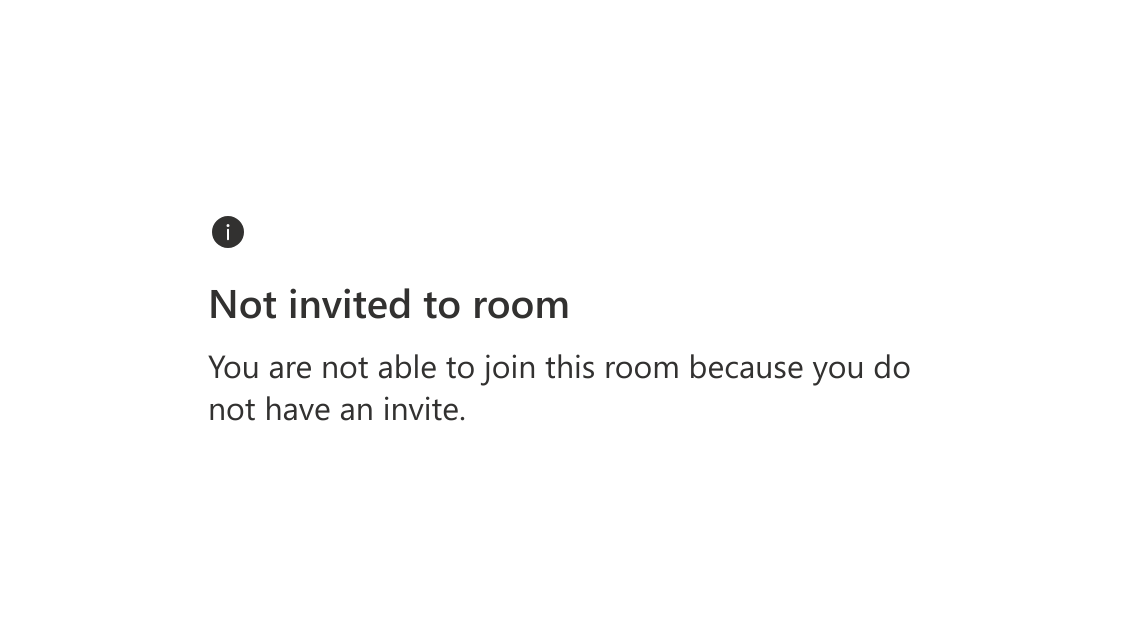 Not invited to room
You are not able to join this room because you do
not have an invite.